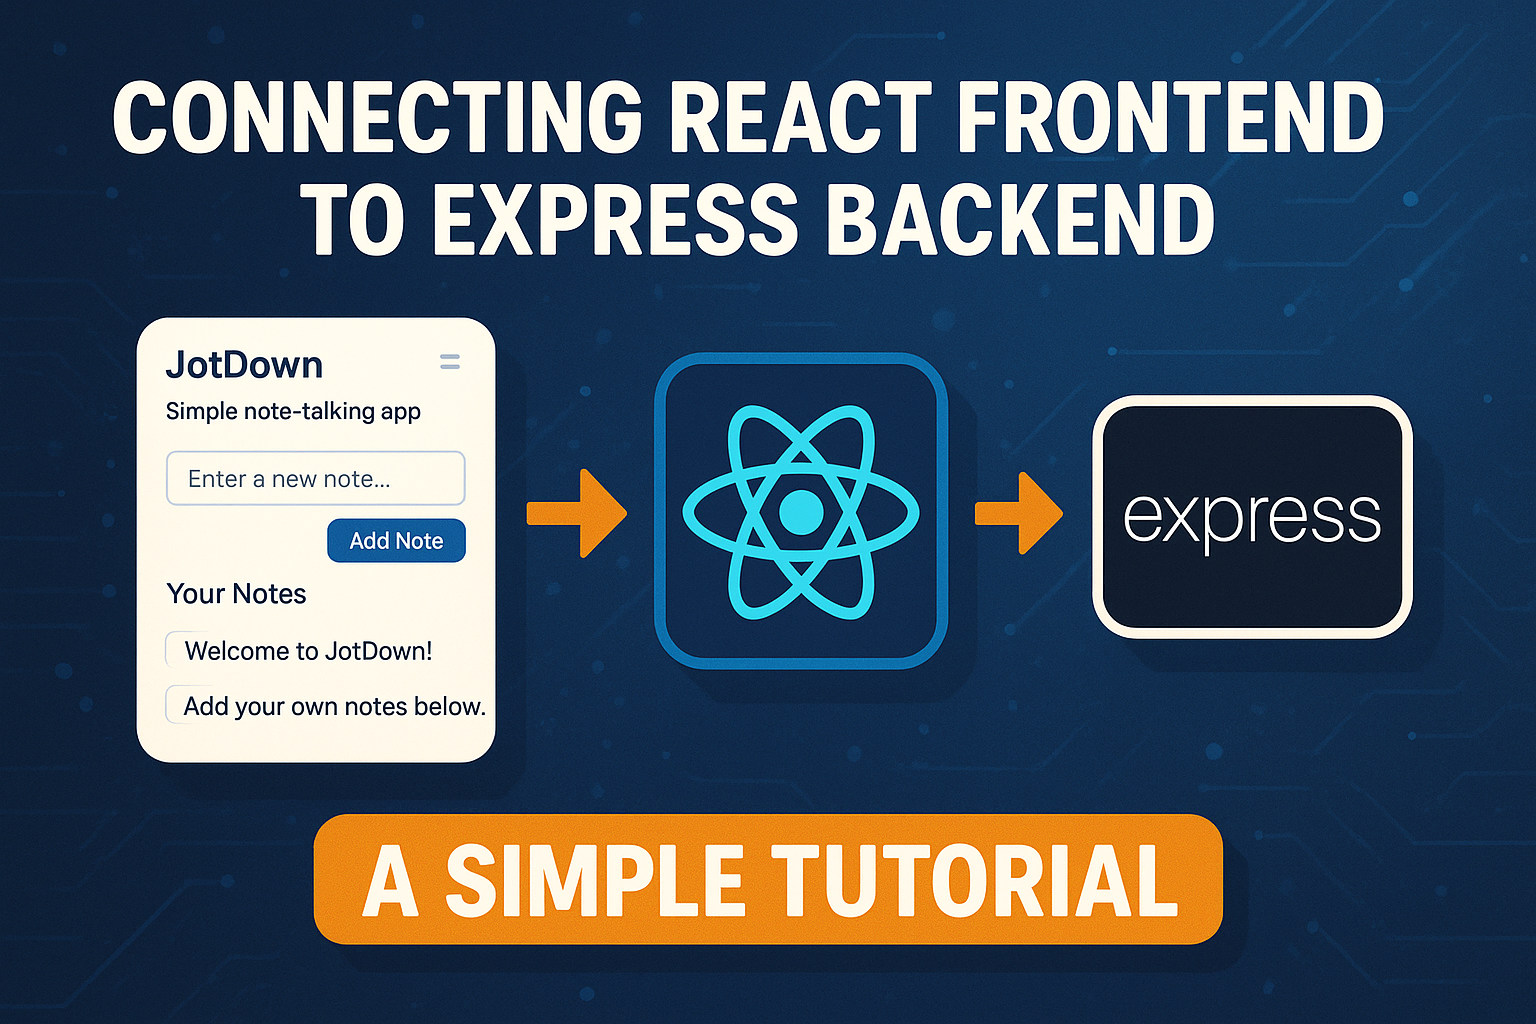 CONNECTING REACT FRONTEND
TO EXPRESS BACKEND
JotDown
Simple note-talking app
Enter a new note...
Add Note
Your Notes
Welcome to JotDown!
Add your own notes below.
express
A SIMPLE TUTORIAL